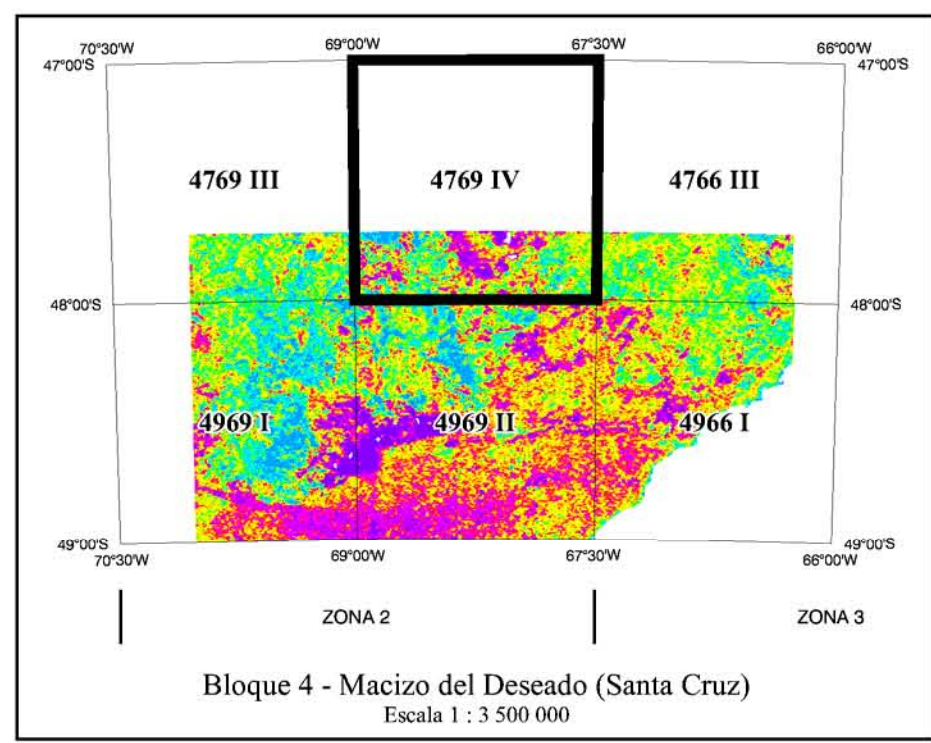 70°30'W 69°00'W 67°30'W 66°00'W
47°00'S 47°00'S
4769 III 4769 IV 4766 III
48°00'S 48°00'S
4969 I 4969 II 4966 I
49°00'S 49°00'S
70°30'W 69°00'W 67°30'W 66°00'W
ZONA 2 ZONA 3
Bloque 4 - Macizo del Deseado (Santa Cruz)
Escala 1 : 3 500 000